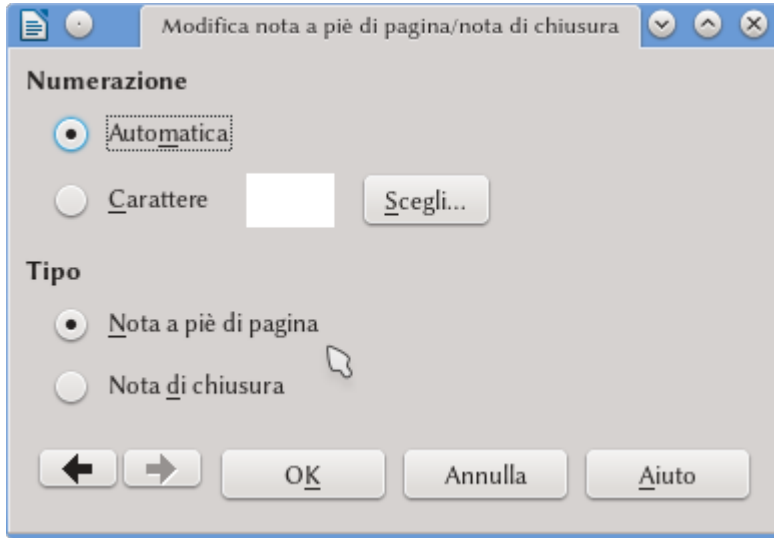 Modifica nota a piè di pagina/nota di chiusura
Numerazione
Automatica
Carattere Scegli...
Tipo
Nota a piè di pagina
Nota di chiusura
OK Annulla Aiuto